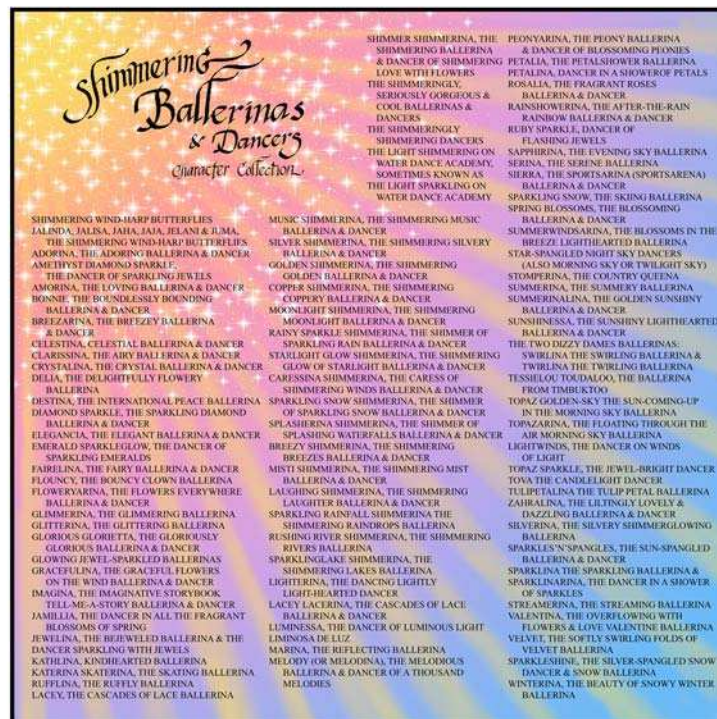 Shimmering
Ballerinas
& Dancers
Character Collection
SHIMMERING WIND-HARP BUTTERFLIES
JALINDA, JALISA, JAHA, JAJA, JELANI & JUMA,
THE SHIMMERING WIND-HARP BUTTERFLIES
ADORINA, THE ADORING BALLERINA & DANCER
AMETHYST DIAMOND SPARKLE,
THE DANCER OF SPARKLING JEWELS
AMORINA, THE LOVING BALLERINA & DANCER
BONNIE, THE BOUNDLESSLY BOUNDING
BALLERINA & DANCER
BREEZARINA, THE BREEZEY BALLERINA
& DANCER
CELESTINA, CELESTIAL BALLERINA & DANCER
CLARISSINA, THE AIRY BALLERINA & DANCER
CRYSTALINA, THE CRYSTAL BALLERINA & DANCER
DELIA, THE DELIGHTFULLY FLOWERY
BALLERINA
DESTINA, THE INTERNATIONAL PEACE BALLERINA
DIAMOND SPARKLE, THE SPARKLING DIAMOND
BALLERINA & DANCER
ELEGANCIA, THE ELEGANT BALLERINA & DANCER
EMERALD SPARKLEGLOW, THE DANCER OF
SPARKLING EMERALDS
FAIRELINA, THE FAIRY BALLERINA & DANCER
FLOUNCY, THE BOUNCY CLOWN BALLERINA
FLOWERYARINA, THE FLOWERS EVERYWHERE
BALLERINA & DANCER
GLIMMERINA, THE GLIMMERING BALLERINA
GLITTERINA, THE GLITTERING BALLERINA
GLORIOUS GLORIETTA, THE GLORIOUSLY
GLORIOUS BALLERINA & DANCER
GLOWING JEWEL-SPARKLED BALLERINAS
GRACEFULINA, THE GRACEFUL FLOWERS
ON THE WIND BALLERINA & DANCER
IMAGINA, THE IMAGINATIVE STORYBOOK
TELL-ME-A-STORY BALLERINA & DANCER
JAMILLIA, THE DANCER IN ALL THE FRAGRANT
BLOSSOMS OF SPRING
JEWELINA, THE BEJEWELED BALLERINA & THE
DANCER SPARKLING WITH JEWELS
KATHLINA, KINDHEARTED BALLERINA
KATERINA SKATERINA, THE SKATING BALLERINA
RUFFLINA, THE RUFFLY BALLERINA
LACEY, THE CASCADES OF LACE BALLERINA
MUSIC SHIMMERINA, THE SHIMMERING MUSIC
BALLERINA & DANCER
SILVER SHIMMERINA, THE SHIMMERING SILVERY
BALLERINA & DANCER
GOLDEN SHIMMERINA, THE SHIMMERING
GOLDEN BALLERINA & DANCER
COPPER SHIMMERINA, THE SHIMMERING
COPPERY BALLERINA & DANCER
MOONLIGHT SHIMMERINA, THE SHIMMERING
MOONLIGHT BALLERINA & DANCER
RAINY SPARKLE SHIMMERINA, THE SHIMMER OF
SPARKLING RAIN BALLERINA & DANCER
STARLIGHT GLOW SHIMMERINA, THE SHIMMERING
GLOW OF STARLIGHT BALLERINA & DANCER
CARESSINA SHIMMERINA, THE CARESS OF
SHIMMERING WINDS BALLERINA & DANCER
SPARKLING SNOW SHIMMERINA, THE SHIMMER
OF SPARKLING SNOW BALLERINA & DANCER
SPLASHERINA SHIMMERINA, THE SHIMMER OF
SPLASHING WATERFALLS BALLERINA & DANCER
BREEZY SHIMMERINA, THE SHIMMERING
BREEZES BALLERINA & DANCER
MISTI SHIMMERINA, THE SHIMMERING MIST
BALLERINA & DANCER
LAUGHING SHIMMERINA, THE SHIMMERING
LAUGHTER BALLERINA & DANCER
SPARKLING RAINFALL SHIMMERINA THE
SHIMMERING RAINDROPS BALLERINA
RUSHING RIVER SHIMMERINA, THE SHIMMERING
RIVERS BALLERINA
SPARKLINGLAKE SHIMMERINA, THE
SHIMMERING LAKES BALLERINA
LIGHTERINA, THE DANCING LIGHTLY
LIGHT-HEARTED DANCER
LACEY LACERINA, THE CASCADES OF LACE
BALLERINA & DANCER
LUMINESSA, THE DANCER OF LUMINOUS LIGHT
LIMINOSA DE LUZ
MARINA, THE REFLECTING BALLERINA
MELODY (OR MELODINA), THE MELODIOUS
BALLERINA & DANCER OF A THOUSAND
MELODIES
SHIMMER SHIMMERINA, THE
SHIMMERING BALLERINA
& DANCER OF SHIMMERING
LOVE WITH FLOWERS
THE SHIMMERINGLY,
SERIOUSLY GORGEOUS &
COOL BALLERINAS &
DANCERS
THE SHIMMERINGLY
SHIMMERING DANCERS
THE LIGHT SHIMMERING ON
WATER DANCE ACADEMY,
SOMETIMES KNOWN AS
THE LIGHT SPARKLING ON
WATER DANCE ACADEMY
PEONYARINA, THE PEONY BALLERINA
& DANCER OF BLOSSOMING PEONIES
PETALIA, THE PETALSHOWER BALLERINA
PETALINA, DANCER IN A SHOWEROF PETALS
ROSALIA, THE FRAGRANT ROSES
BALLERINA & DANCER
RAINSHOWERINA, THE AFTER-THE-RAIN
RAINBOW BALLERINA & DANCER
RUBY SPARKLE, DANCER OF
FLASHING JEWELS
SAPPHIRINA, THE EVENING SKY BALLERINA
SERINA, THE SERENE BALLERINA
SIERRA, THE SPORTSARINA (SPORTSARENA)
BALLERINA & DANCER
SPARKLING SNOW, THE SKIING BALLERINA
SPRING BLOSSOMS, THE BLOSSOMING
BALLERINA & DANCER
SUMMERWINDSARINA, THE BLOSSOMS IN THE
BREEZE LIGHTHEARTED BALLERINA
STAR-SPANGLED NIGHT SKY DANCERS
(ALSO MORNING SKY OR TWILIGHT SKY)
STOMPERINA, THE COUNTRY QUEENA
SUMMERINA, THE SUMMERY BALLERINA
SUMMERINALINA, THE GOLDEN SUNSHINY
BALLERINA & DANCER
SUNSHINESSA, THE SUNSHINY LIGHTHEARTED
BALLERINA & DANCER
THE TWO DIZZY DAMES BALLERINAS:
SWIRLINA THE SWIRLING BALLERINA &
TWIRLINA THE TWIRLING BALLERINA
TESSIELOU TOUDALOO, THE BALLERINA
FROM TIMBUKTOO
TOPAZ GOLDEN-SKY THE SUN-COMING-UP
IN THE MORNING SKY BALLERINA
TOPAZARINA, THE FLOATING THROUGH THE
AIR MORNING SKY BALLERINA
LIGHTWINDS, THE DANCER ON WINDS
OF LIGHT
TOPAZ SPARKLE, THE JEWEL-BRIGHT DANCER
TOVA THE CANDLELIGHT DANCER
TULIPETALINA THE TULIP PETAL BALLERINA
ZAHRALINA, THE LILTINGLY LOVELY &
DAZZLING BALLERINA & DANCER
SILVERINA, THE SILVERY SHIMMERGLOWING
BALLERINA
SPARKLES'N'SPANGLES, THE SUN-SPANGLED
BALLERINA & DANCER
SPARKLINA THE SPARKLING BALLERINA &
SPARKLINARINA, THE DANCER IN A SHOWER
OF SPARKLES
STREAMERINA, THE STREAMING BALLERINA
VALENTINA, THE OVERFLOWING WITH
FLOWERS & LOVE VALENTINE BALLERINA
VELVET, THE SOFTLY SWIRLING FOLDS OF
VELVET BALLERINA
SPARKLESHINE, THE SILVER-SPANGLED SNOW
DANCER & SNOW BALLERINA
WINTERINA, THE BEAUTY OF SNOWY WINTER
BALLERINA